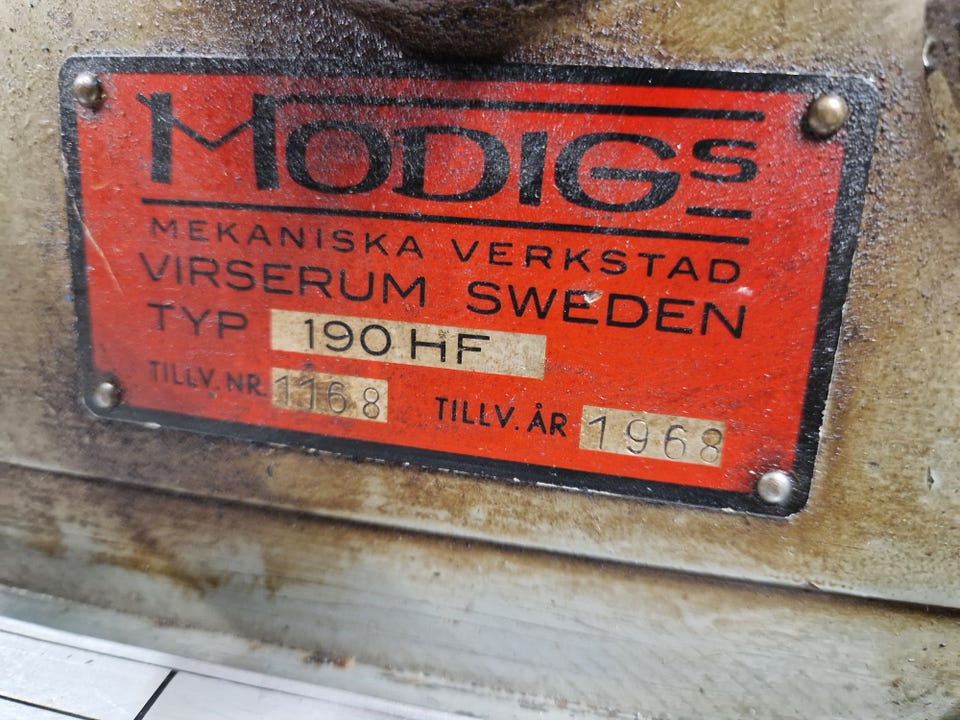 MODIGS
MEKANISKA VERKSTAD
VIRSERUM SWEDEN
TYP 190 HF
TILLV. NR. 1168 TILLV. ÅR 1968